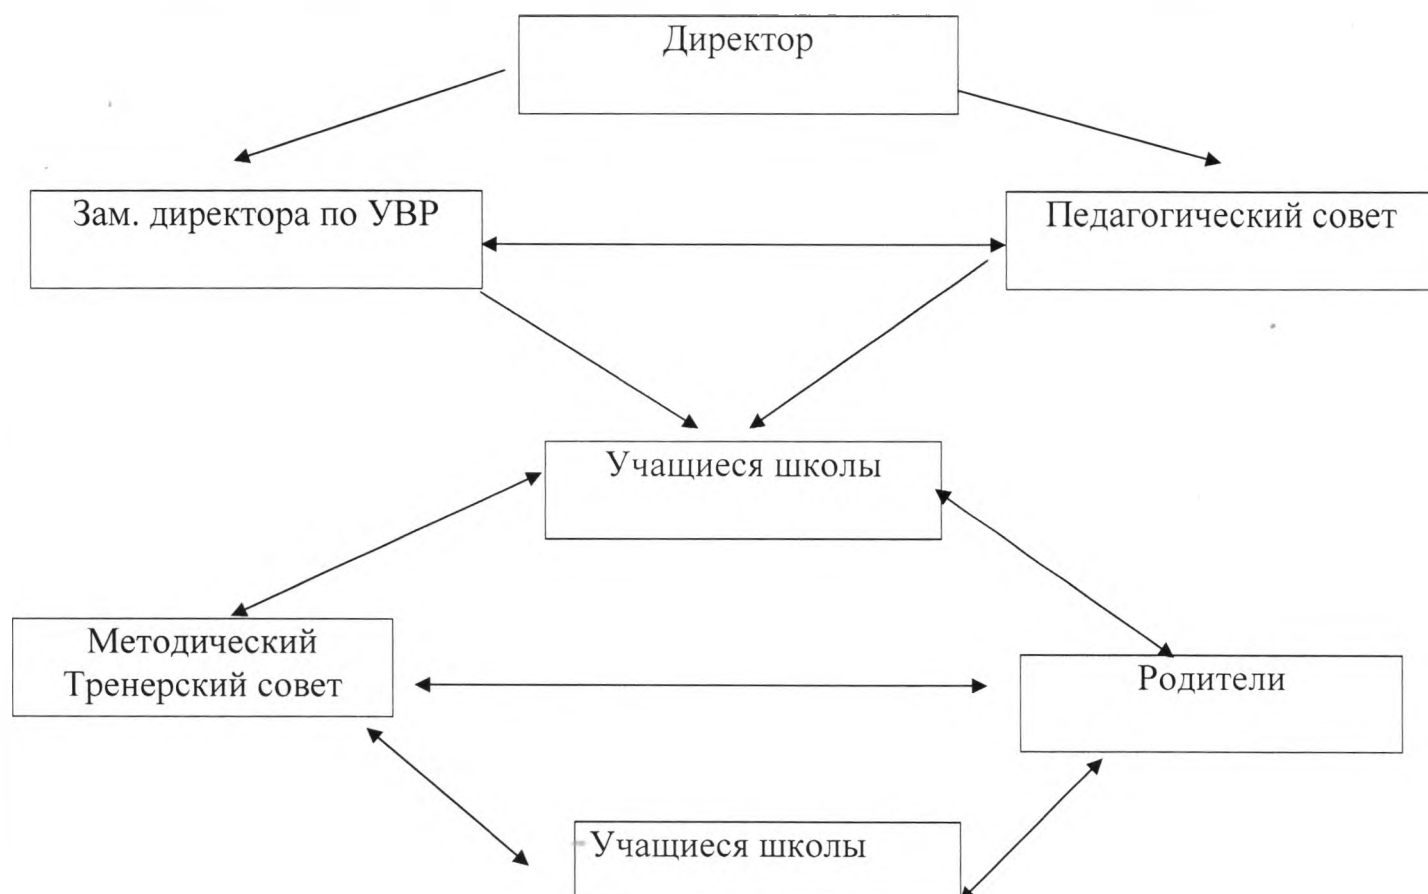 Директор
Зам. директора по УВР
Педагогический совет
Учащиеся школы
Методический
Тренерский совет
Родители
Учащиеся школы